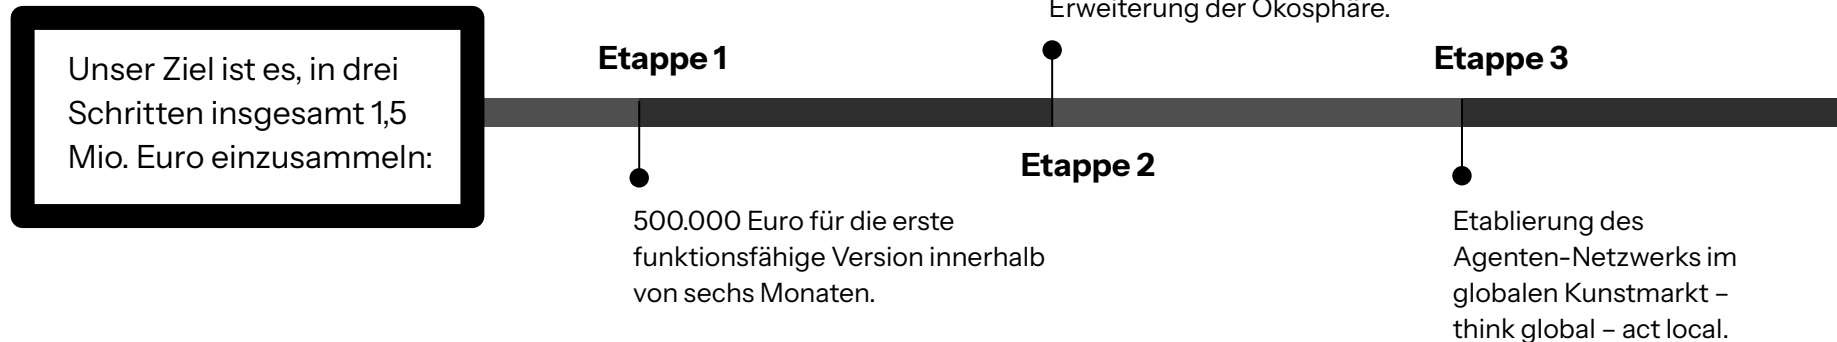 Unser Ziel ist es, in drei
Schritten insgesamt 1,5
Mio. Euro einzusammeln:
Etappe 1
500.000 Euro für die erste
funktionsfähige Version innerhalb
von sechs Monaten.
Erweiterung der Ökosphäre.
Etappe 2
Etappe 3
Etablierung des
Agenten-Netzwerks im
globalen Kunstmarkt –
think global – act local.